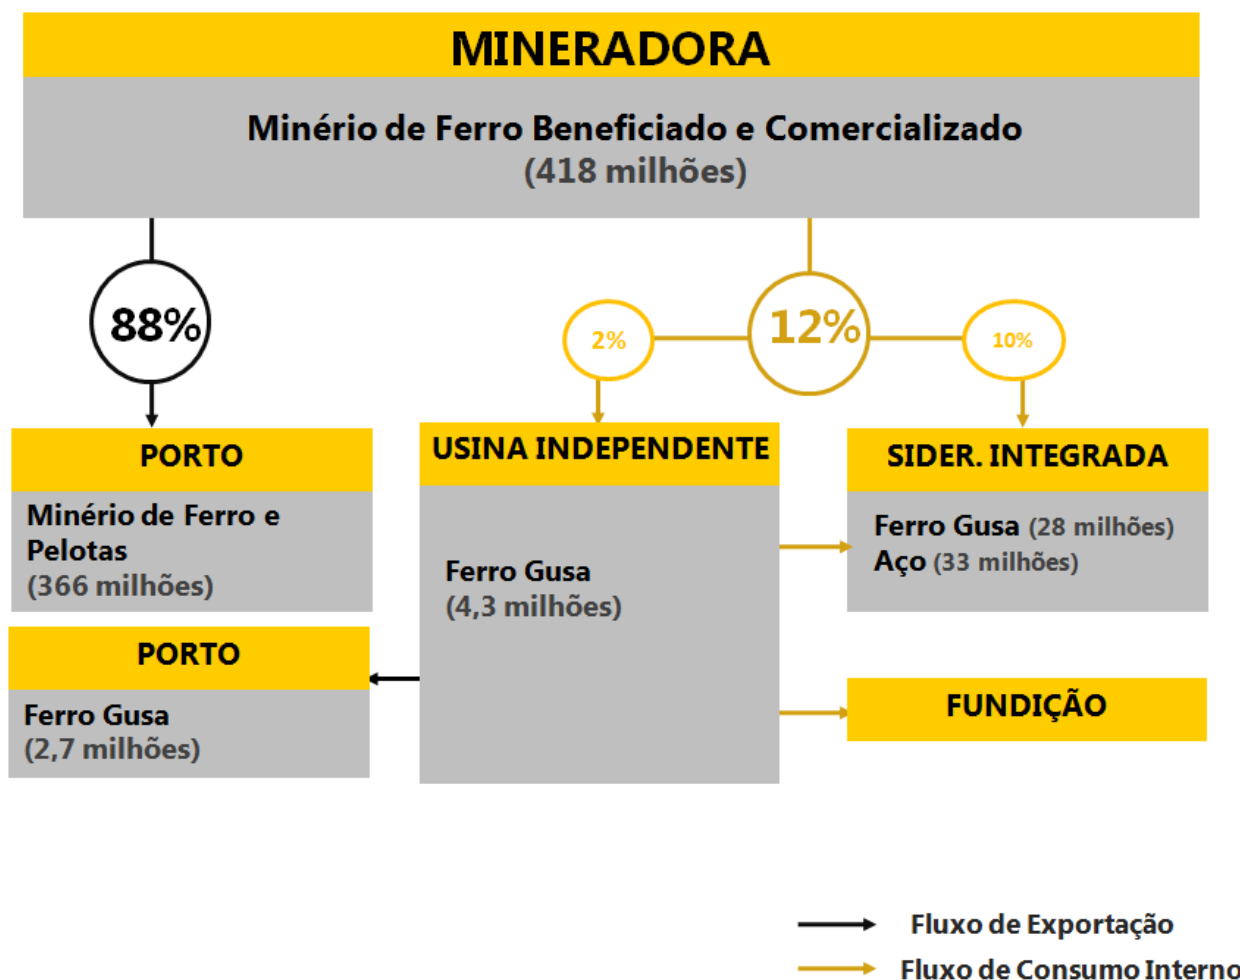 MINERADORA
Minério de Ferro Beneficiado e Comercializado
(418 milhões)
88%
2%
12%
10%
PORTO
Minério de Ferro e
Pelotas
(366 milhões)
USINA INDEPENDENTE
Ferro Gusa
(4,3 milhões)
SIDER. INTEGRADA
Ferro Gusa (28 milhões)
Aço (33 milhões)
PORTO
Ferro Gusa
(2,7 milhões)
FUNDIÇÃO
Fluxo de Exportação
Fluxo de Consumo Interno